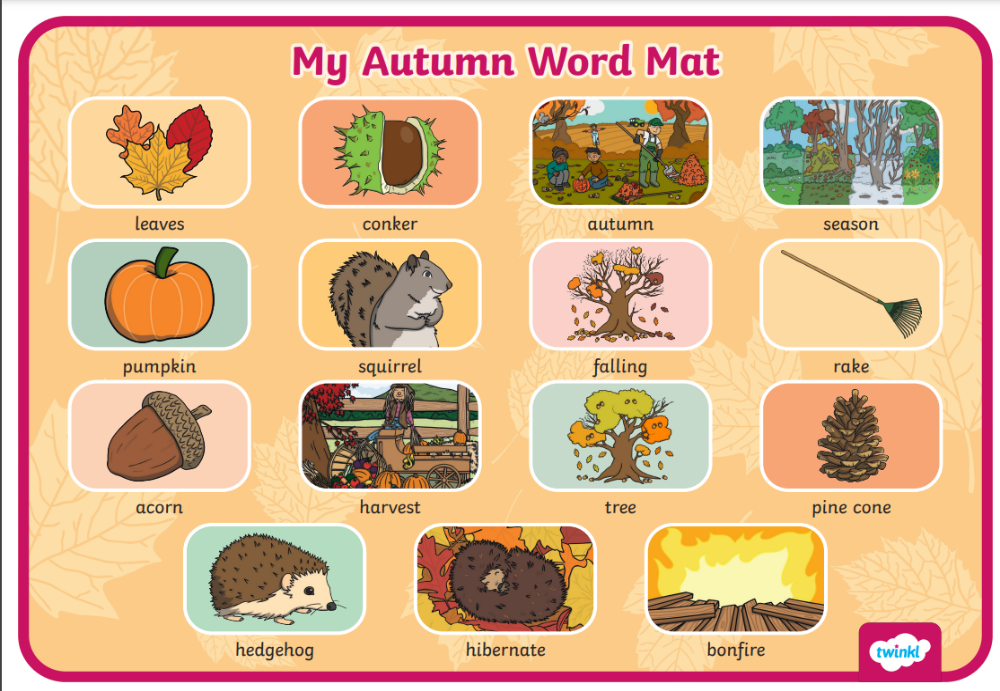 My Autumn Word Mat
leaves
conker
autumn
season
pumpkin
squirrel
falling
rake
acorn
harvest
tree
pine cone
hedgehog
hibernate
bonfire
twinkl